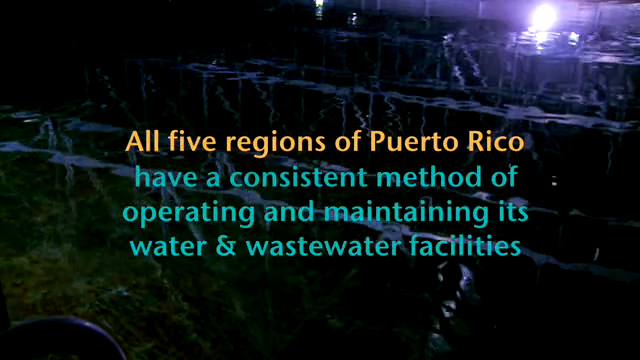 All five regions of Puerto Rico
have a consistent method of
operating and maintaining its
water & wastewater facilities